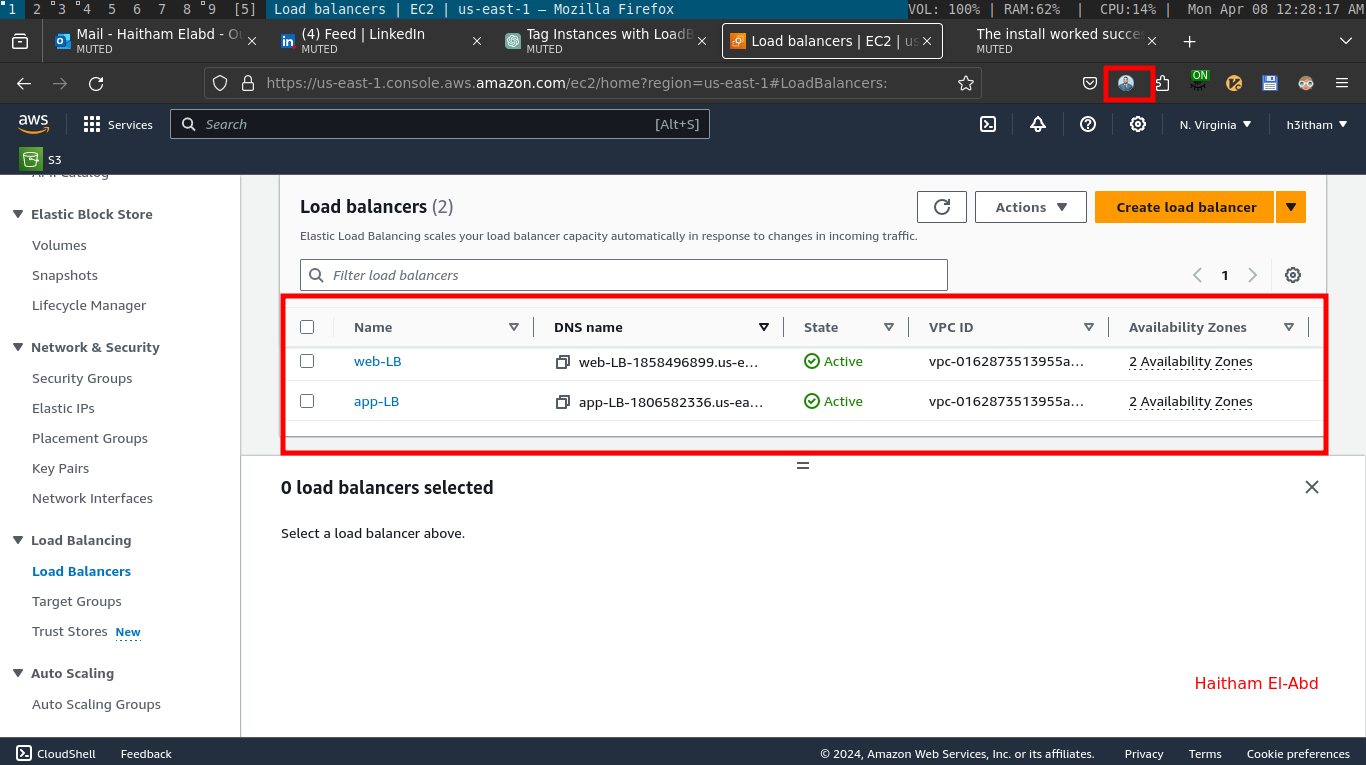 1 2 3 4 5 6 7 8 9 [5] Load balancers | EC2 | us-east-1 — Mozilla Firefox VOL: 100% | RAM:62% | CPU:14% | Mon Apr 08 12:28:17 AM
Mail - Haitham Elabd - Ou
MUTED
(4) Feed | LinkedIn
MUTED
Tag Instances with LoadB
MUTED
Load balancers | EC2 | us
The install worked succe
MUTED
https://us-east-1.console.aws.amazon.com/ec2/home?region=us-east-1#LoadBalancers:
ON
aws Services Search [Alt+S] N. Virginia h3itham
S3
API Catalog
Elastic Block Store
Volumes
Snapshots
Lifecycle Manager
Network & Security
Security Groups
Elastic IPs
Placement Groups
Key Pairs
Network Interfaces
Load Balancing
Load Balancers
Target Groups
Trust Stores New
Auto Scaling
Auto Scaling Groups
Load balancers (2)
Actions
Create load balancer
Elastic Load Balancing scales your load balancer capacity automatically in response to changes in incoming traffic.
Filter load balancers
1
Name DNS name State VPC ID Availability Zones
web-LB web-LB-1858496899.us-e... Active vpc-0162873513955a... 2 Availability Zones
app-LB app-LB-1806582336.us-ea... Active vpc-0162873513955a... 2 Availability Zones
0 load balancers selected
Select a load balancer above.
Haitham El-Abd
CloudShell Feedback © 2024, Amazon Web Services, Inc. or its affiliates. Privacy Terms Cookie preferences